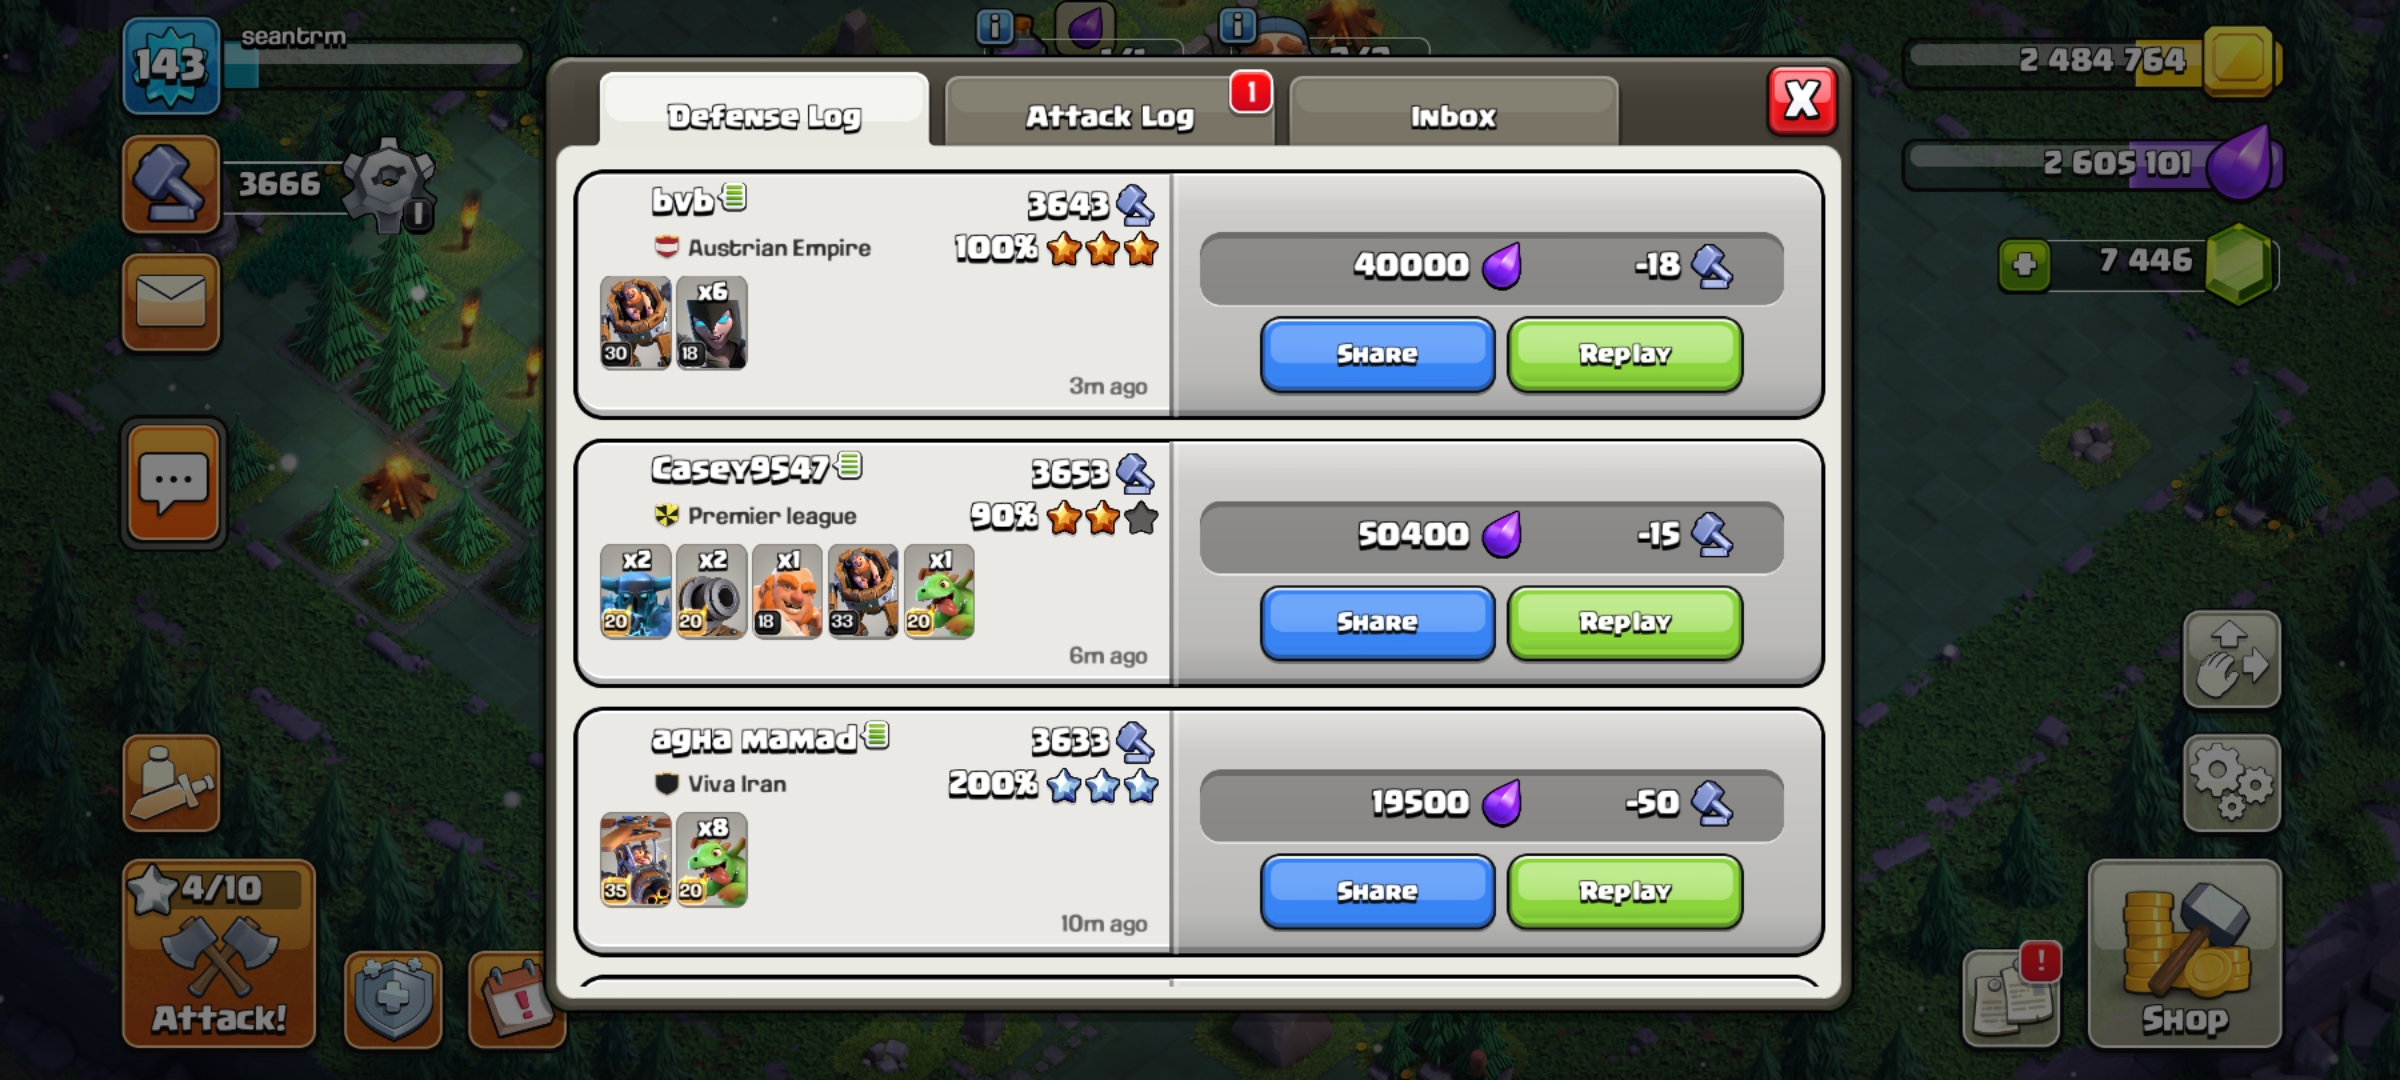 143
seantrm
3666
I
2 484 764
2 605 101
7 446
Defense Log
Attack Log
1
Inbox
X
bvb
3643
Austrian Empire
100%
x6
30
18
3m ago
40000
-18
Share
Replay
Casey9547
3653
Premier league
90%
x2
x2
x1
x1
20
20
18
33
20
6m ago
50400
-15
Share
Replay
agha mamad
3633
Viva Iran
200%
x8
35
20
10m ago
19500
-50
Share
Replay
4/10
Attack!
!
Shop